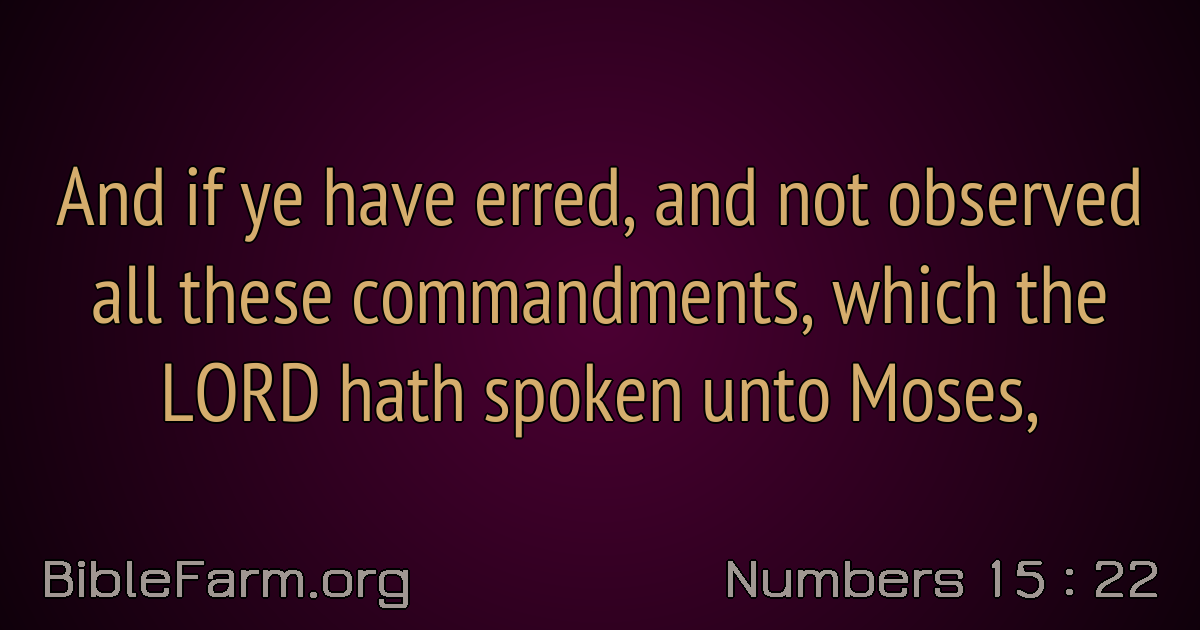 And if ye have erred, and not observed
all these commandments, which the
LORD hath spoken unto Moses,
BibleFarm.org
Numbers 15 : 22